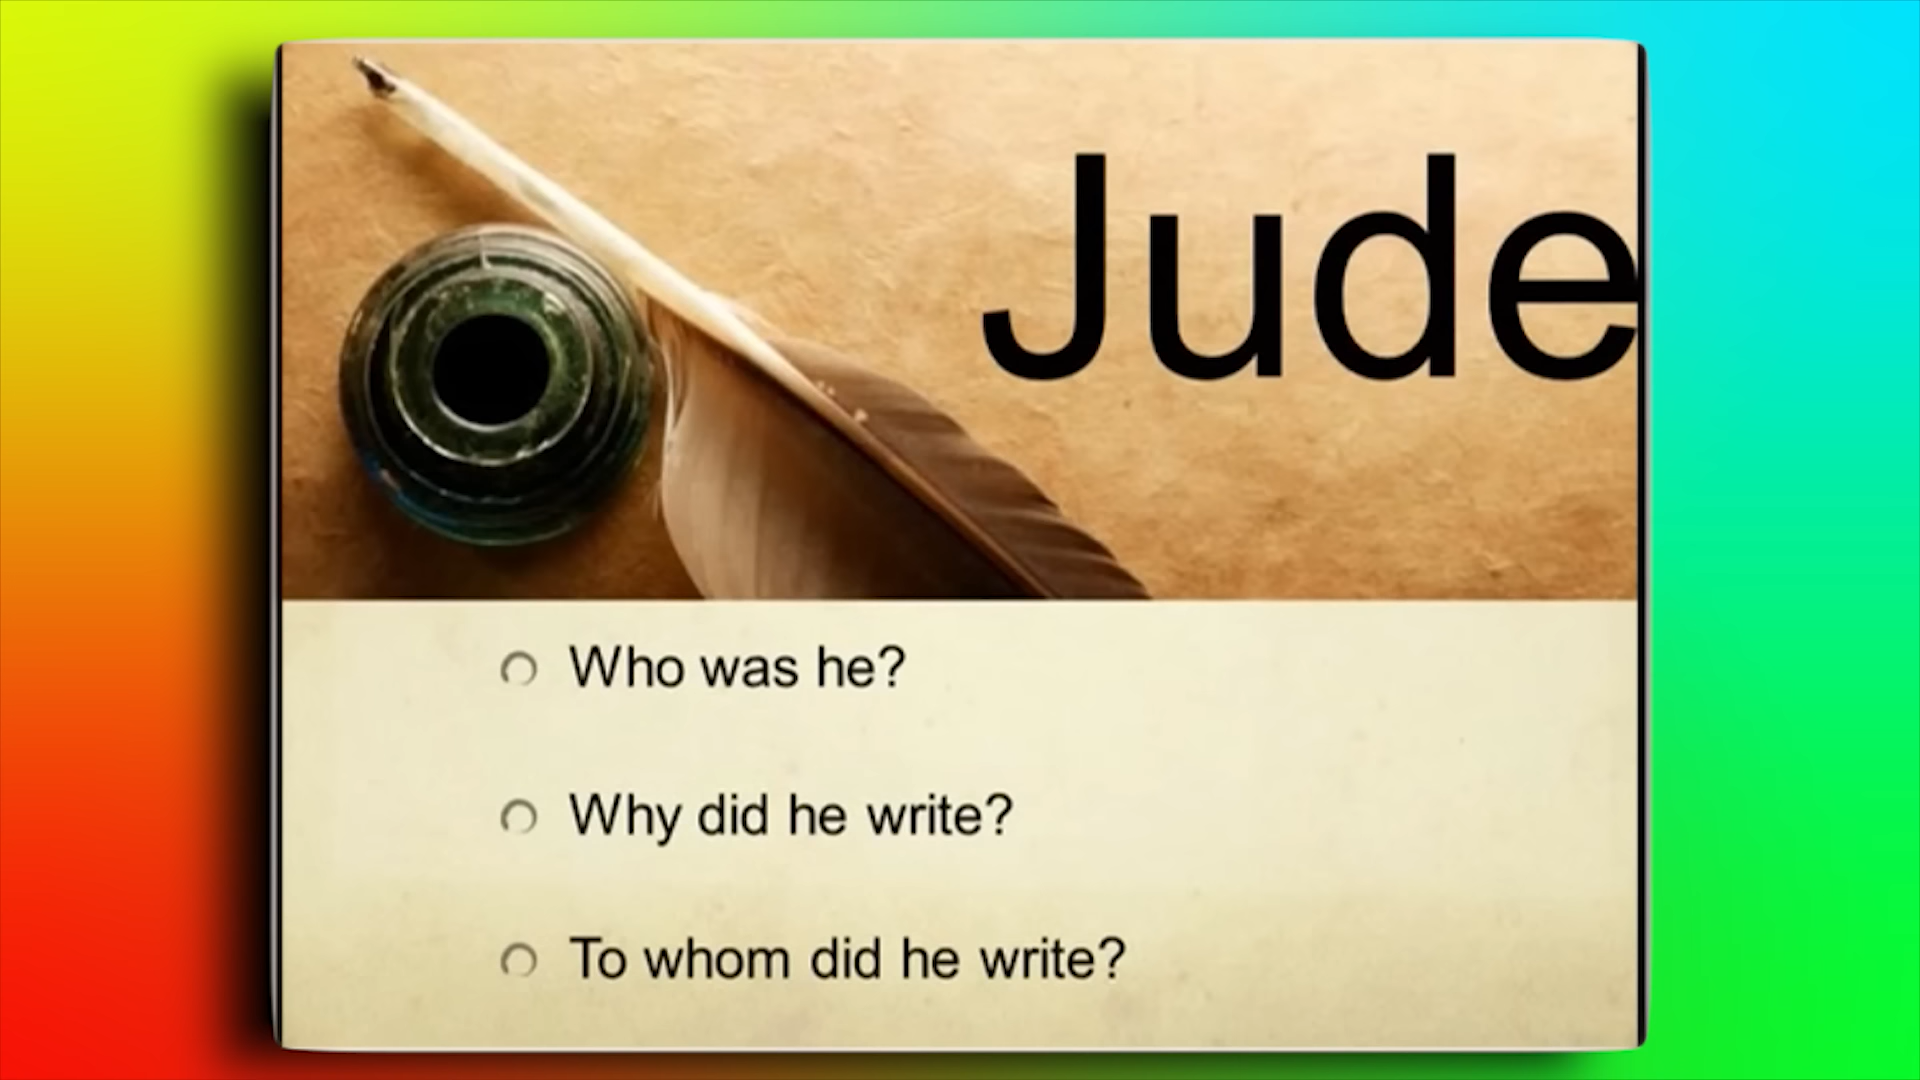 Jude
Who was he?
Why did he write?
To whom did he write?